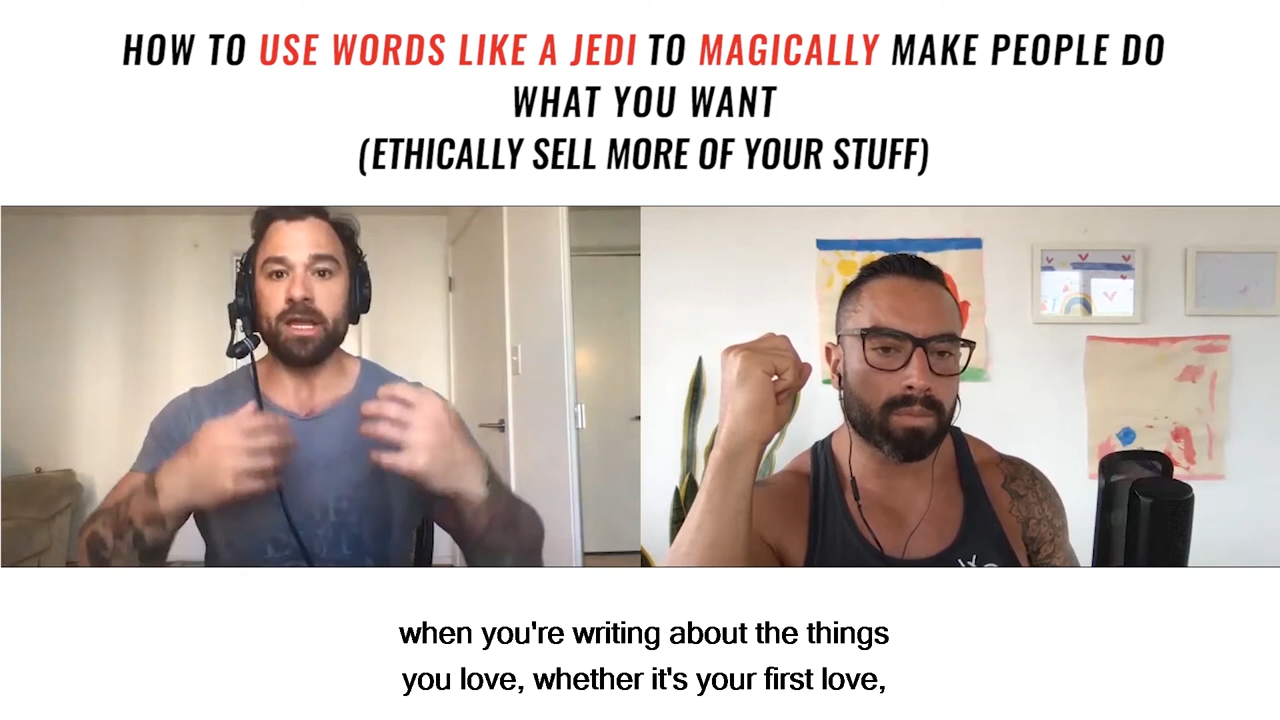 HOW TO USE WORDS LIKE A JEDI TO MAGICALLY MAKE PEOPLE DO
WHAT YOU WANT
(ETHICALLY SELL MORE OF YOUR STUFF)
when you're writing about the things
you love, whether it's your first love,